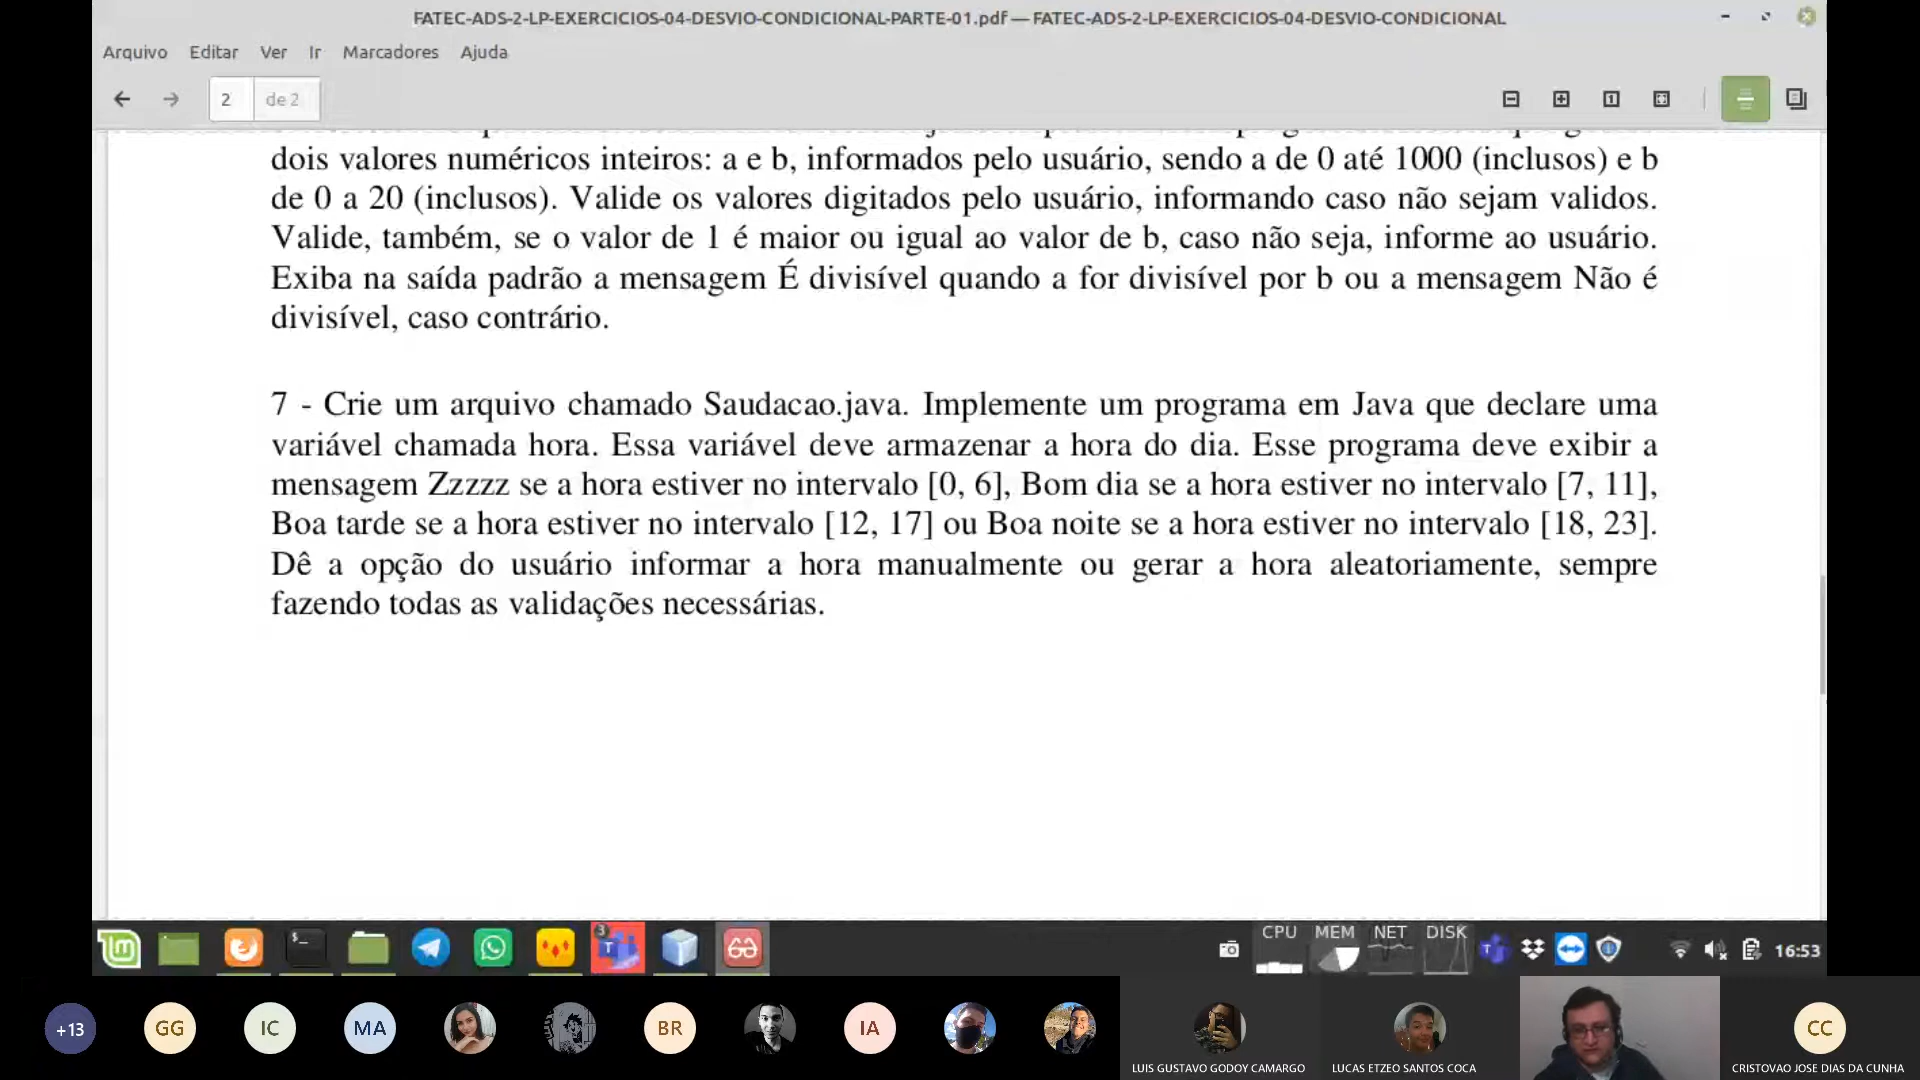 FATEC-ADS-2-LP-EXERCICIOS-04-DESVIO-CONDICIONAL-PARTE-01.pdf — FATEC-ADS-2-LP-EXERCICIOS-04-DESVIO-CONDICIONAL
Arquivo Editar Ver Ir Marcadores Ajuda
2 de 2
dois valores numéricos inteiros: a e b, informados pelo usuário, sendo a de 0 até 1000 (inclusos) e b
de 0 a 20 (inclusos). Valide os valores digitados pelo usuário, informando caso não sejam validos.
Valide, também, se o valor de 1 é maior ou igual ao valor de b, caso não seja, informe ao usuário.
Exiba na saída padrão a mensagem É divisível quando a for divisível por b ou a mensagem Não é
divisível, caso contrário.
7 - Crie um arquivo chamado Saudacao.java. Implemente um programa em Java que declare uma
variável chamada hora. Essa variável deve armazenar a hora do dia. Esse programa deve exibir a
mensagem Zzzzz se a hora estiver no intervalo [0, 6], Bom dia se a hora estiver no intervalo [7, 11],
Boa tarde se a hora estiver no intervalo [12, 17] ou Boa noite se a hora estiver no intervalo [18, 23].
Dê a opção do usuário informar a hora manualmente ou gerar a hora aleatoriamente, sempre
fazendo todas as validações necessárias.
3
CPU MEM NET DISK
16:53
+13 GG IC MA BR IA CC
LUIS GUSTAVO GODOY CAMARGO LUCAS ETZEO SANTOS COCA CRISTOVAO JOSE DIAS DA CUNHA